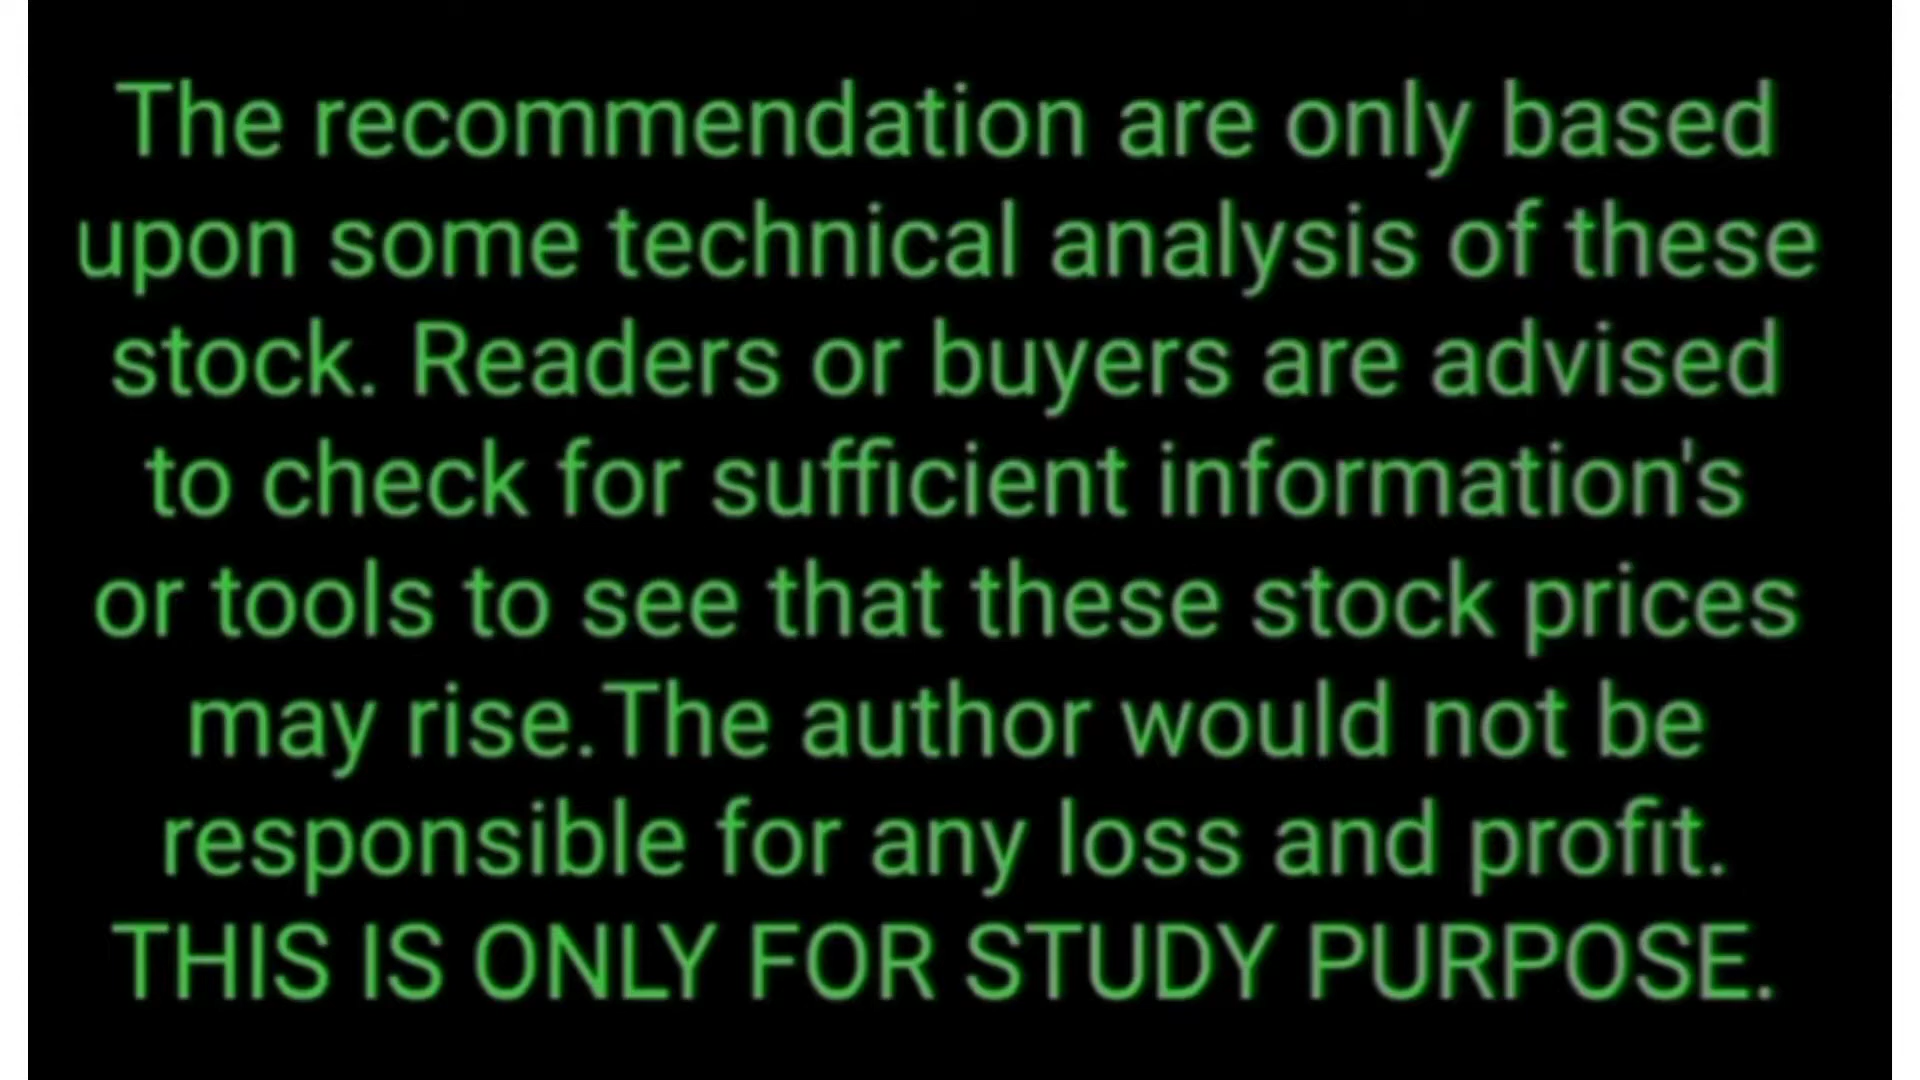 The recommendation are only based
upon some technical analysis of these
stock. Readers or buyers are advised
to check for sufficient information's
or tools to see that these stock prices
may rise.The author would not be
responsible for any loss and profit.
THIS IS ONLY FOR STUDY PURPOSE.